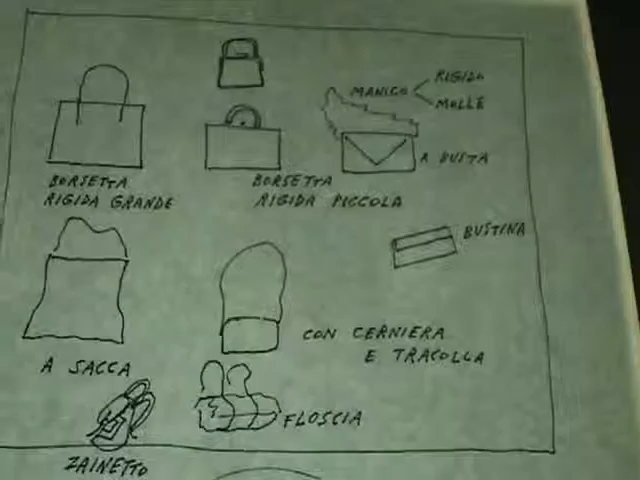 MANICO
RIGIDO
MOLLE
A BUSTA
BORSETTA
RIGIDA GRANDE
BORSETTA
RIGIDA PICCOLA
BUSTINA
CON CERNIERA
E TRACOLLA
A SACCA
FLOSCIA
ZAINETTO